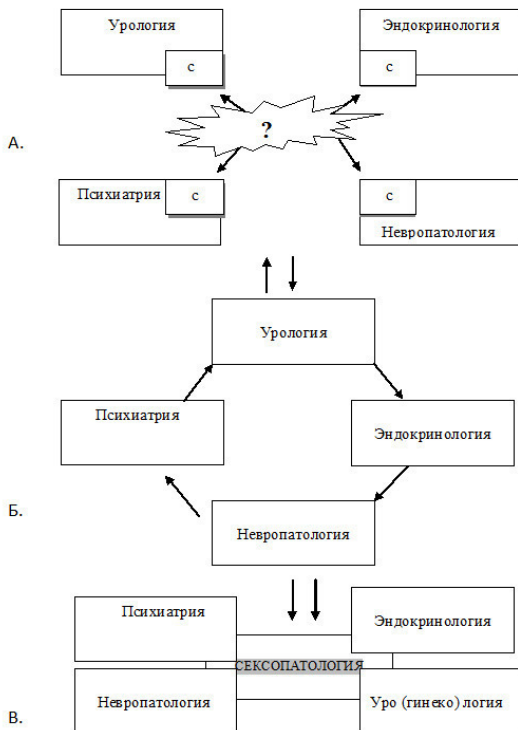 Урология
Эндокринология
с
с
?
А.
Психиатрия
с
с
Невропатология
Урология
Психиатрия
Эндокринология
Б.
Невропатология
Психиатрия
Эндокринология
СЕКСОПАТОЛОГИЯ
Невропатология
Уро (гинеко) логия
В.